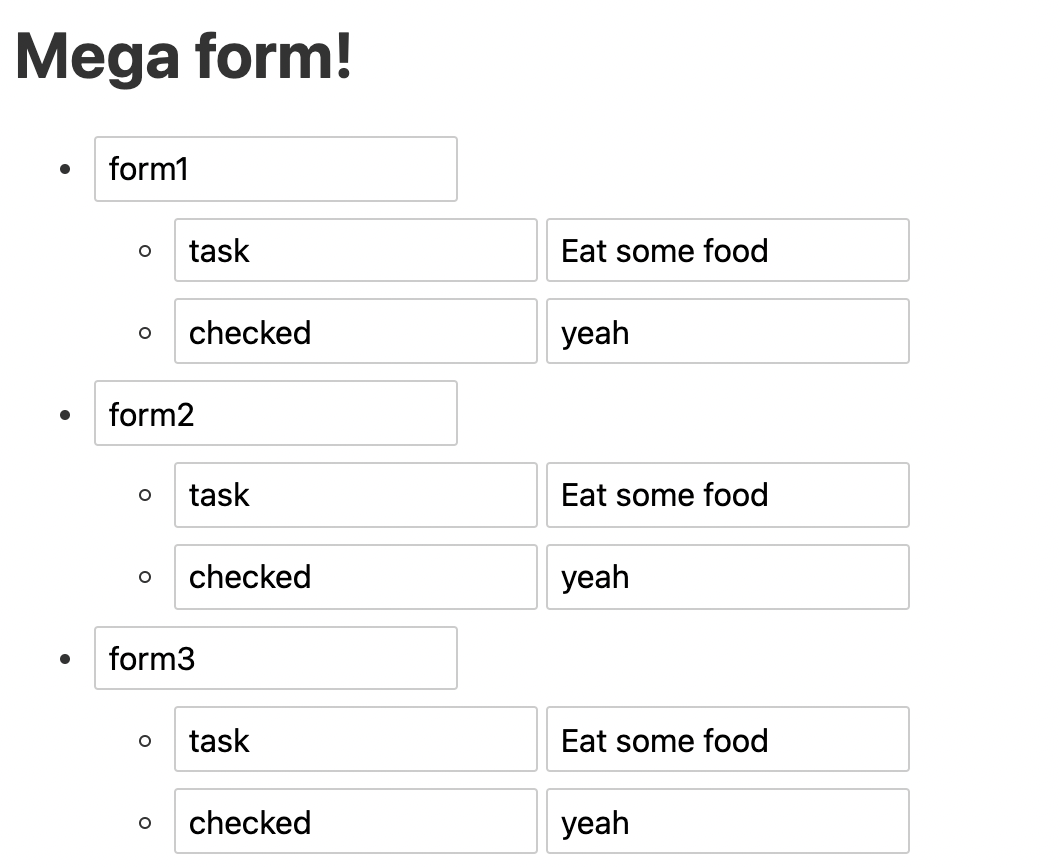 Mega form!
form1
task Eat some food
checked yeah
form2
task Eat some food
checked yeah
form3
task Eat some food
checked yeah